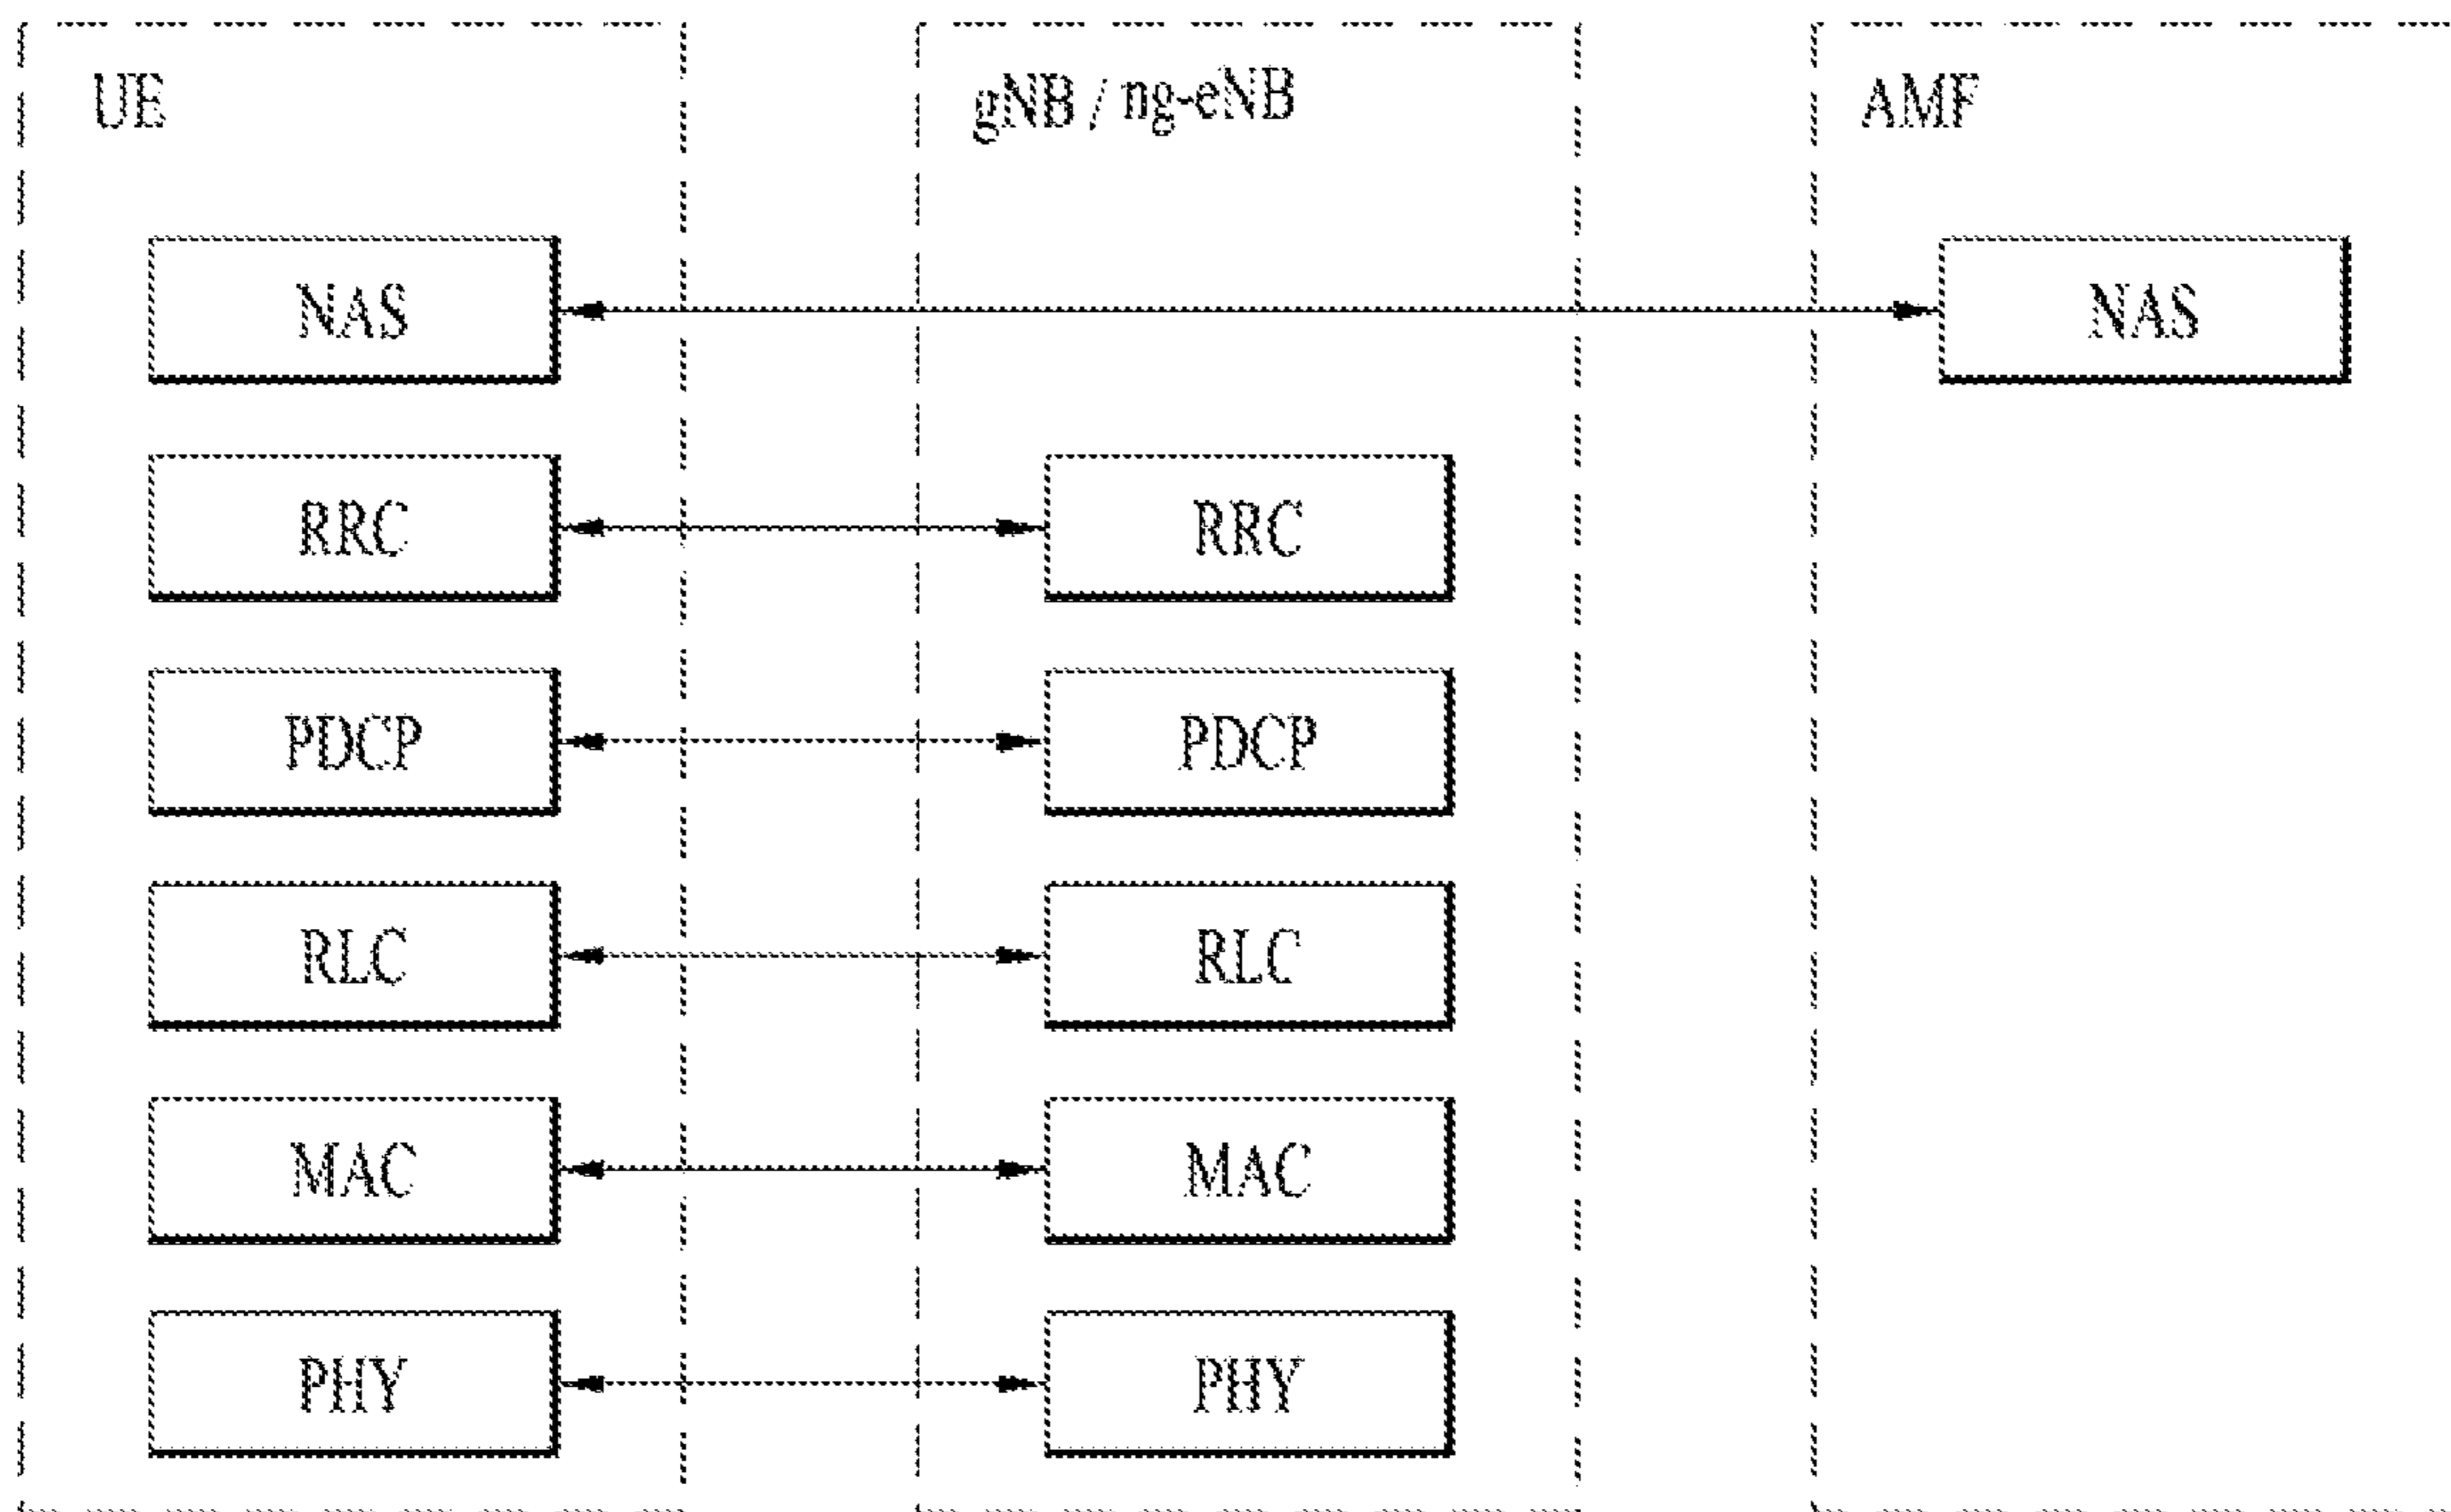 UE gNB / ng-eNB AMF
NAS NAS
RRC RRC
PDCP PDCP
RLC RLC
MAC MAC
PHY PHY